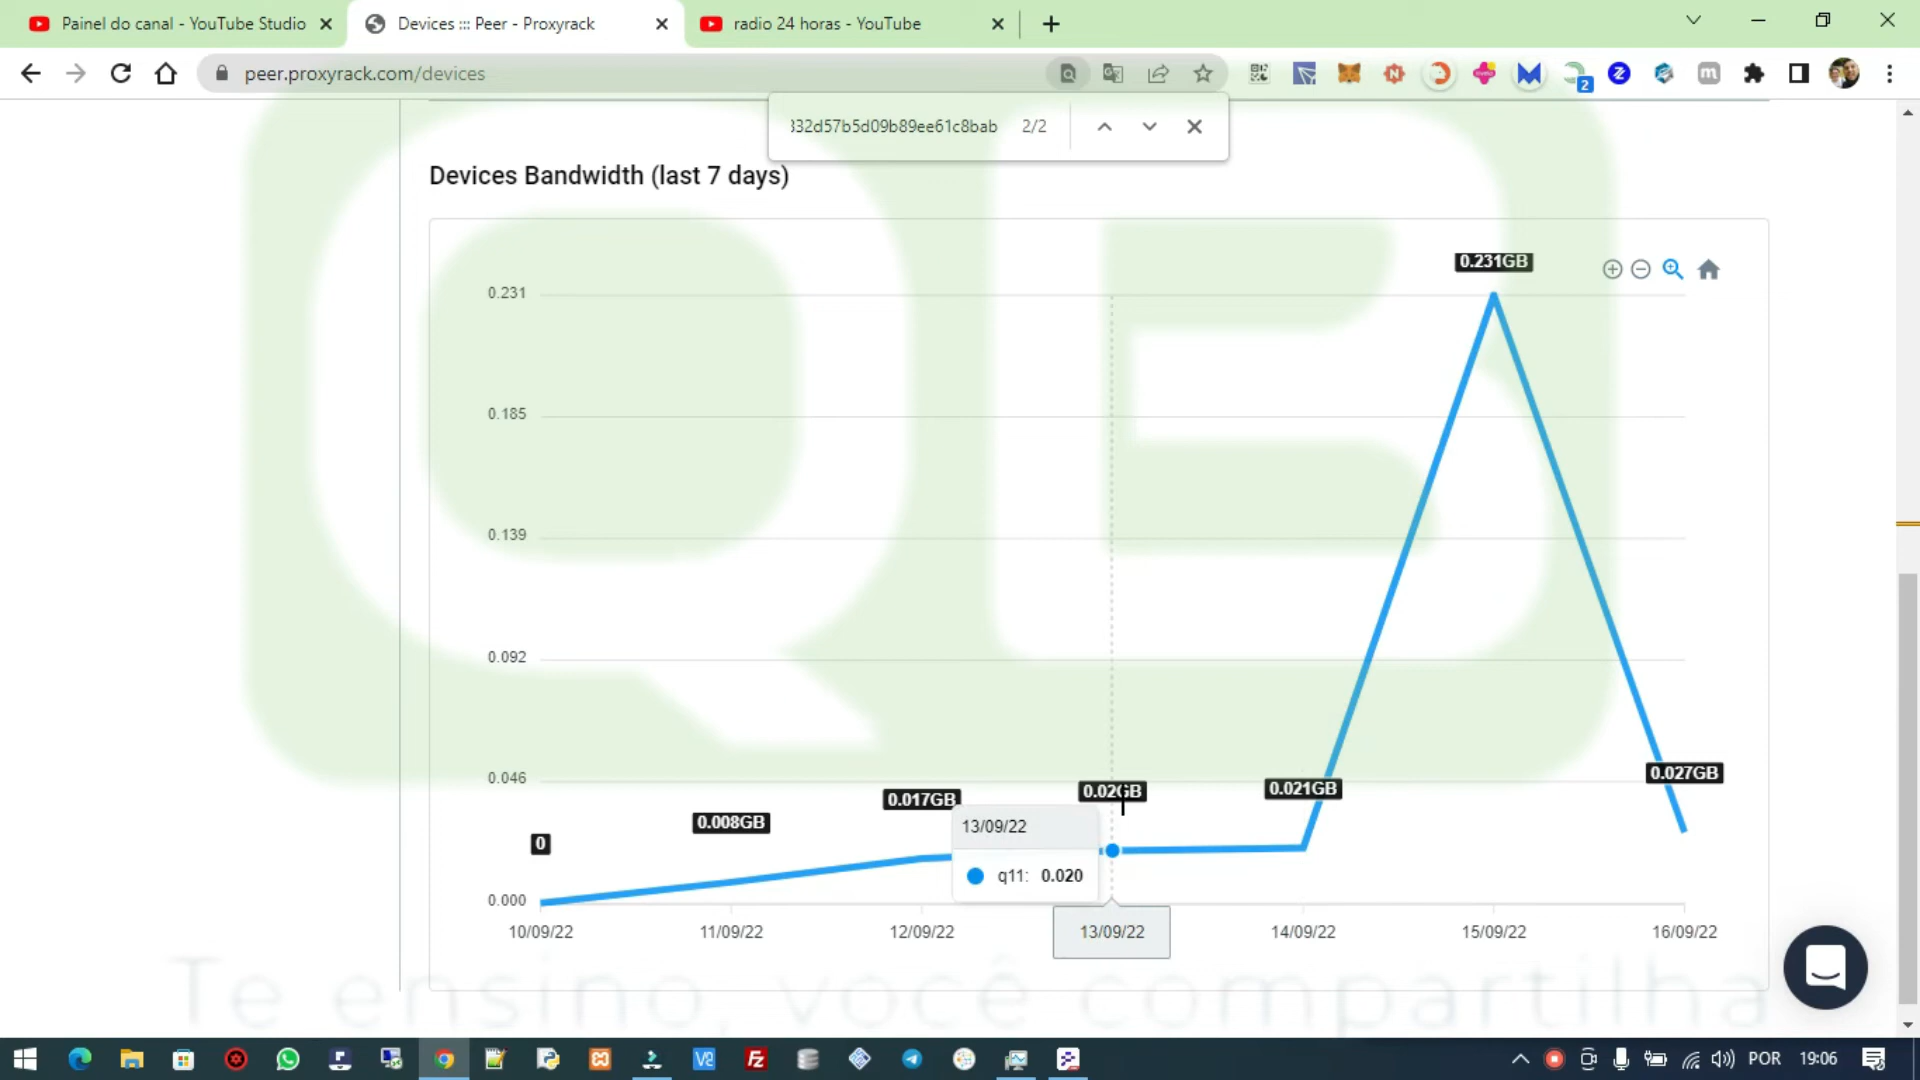 Painel do canal - YouTube Studio
Devices ::: Peer - Proxyrack
radio 24 horas - YouTube
peer.proxyrack.com/devices
332d57b5d09b89ee61c8bab 2/2
Devices Bandwidth (last 7 days)
0.231GB
0.231
0.185
0.139
0.092
0.046
0.000
0
0.008GB
0.017GB
0.02GB
0.021GB
0.027GB
13/09/22
q11: 0.020
10/09/22 11/09/22 12/09/22 13/09/22 14/09/22 15/09/22 16/09/22
Te ensino, você compartilha
POR 19:06